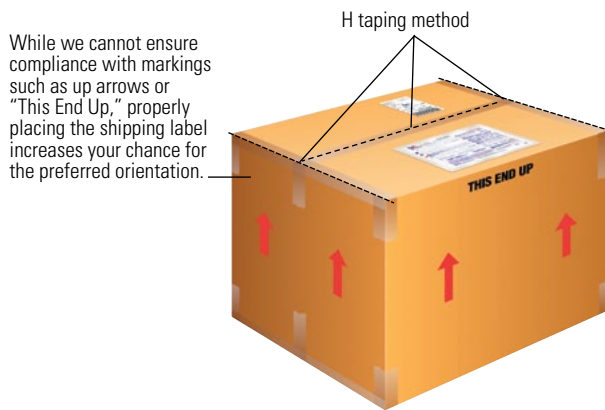 H taping method
While we cannot ensure
compliance with markings
such as up arrows or
“This End Up,” properly
placing the shipping label
increases your chance for
the preferred orientation.
THIS END UP